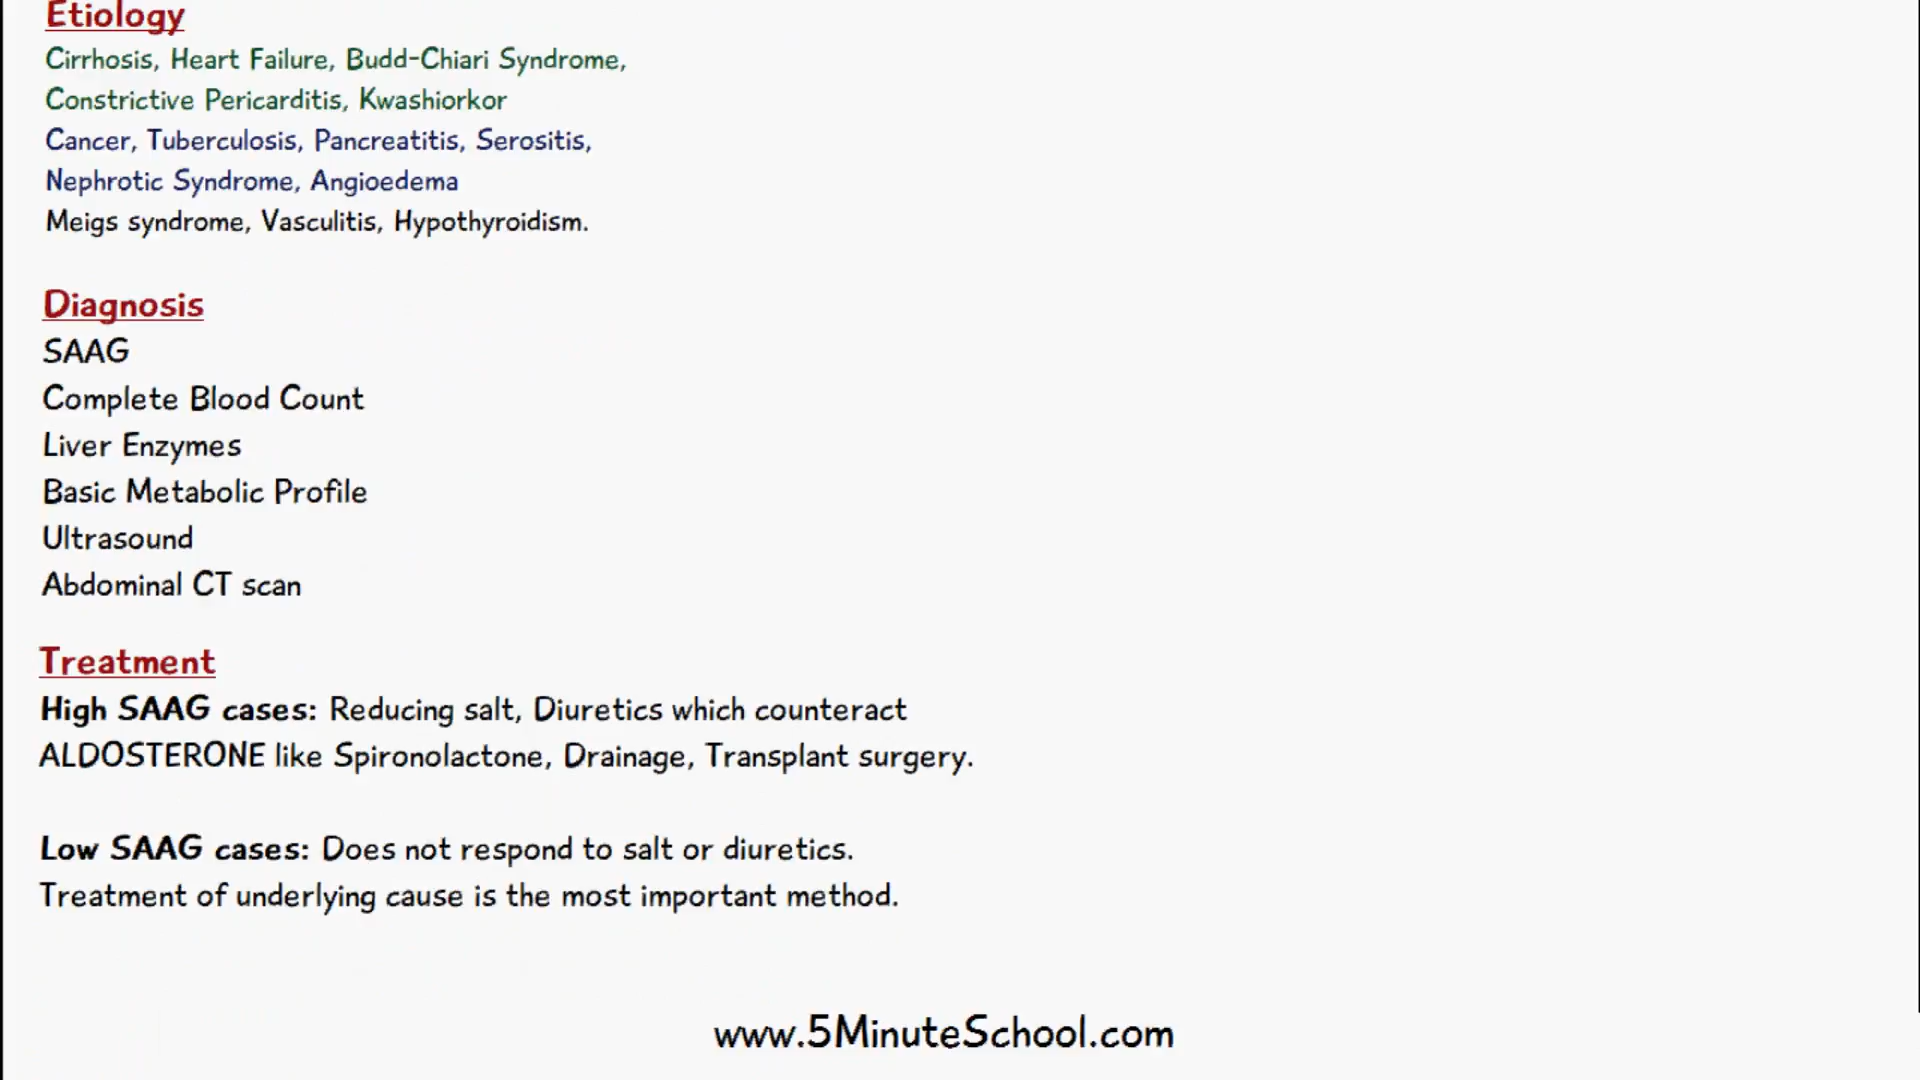 Etiology
Cirrhosis, Heart Failure, Budd-Chiari Syndrome,
Constrictive Pericarditis, Kwashiorkor
Cancer, Tuberculosis, Pancreatitis, Serositis,
Nephrotic Syndrome, Angioedema
Meigs syndrome, Vasculitis, Hypothyroidism.
Diagnosis
SAAG
Complete Blood Count
Liver Enzymes
Basic Metabolic Profile
Ultrasound
Abdominal CT scan
Treatment
High SAAG cases: Reducing salt, Diuretics which counteract
ALDOSTERONE like Spironolactone, Drainage, Transplant surgery.
Low SAAG cases: Does not respond to salt or diuretics.
Treatment of underlying cause is the most important method.
www.5MinuteSchool.com